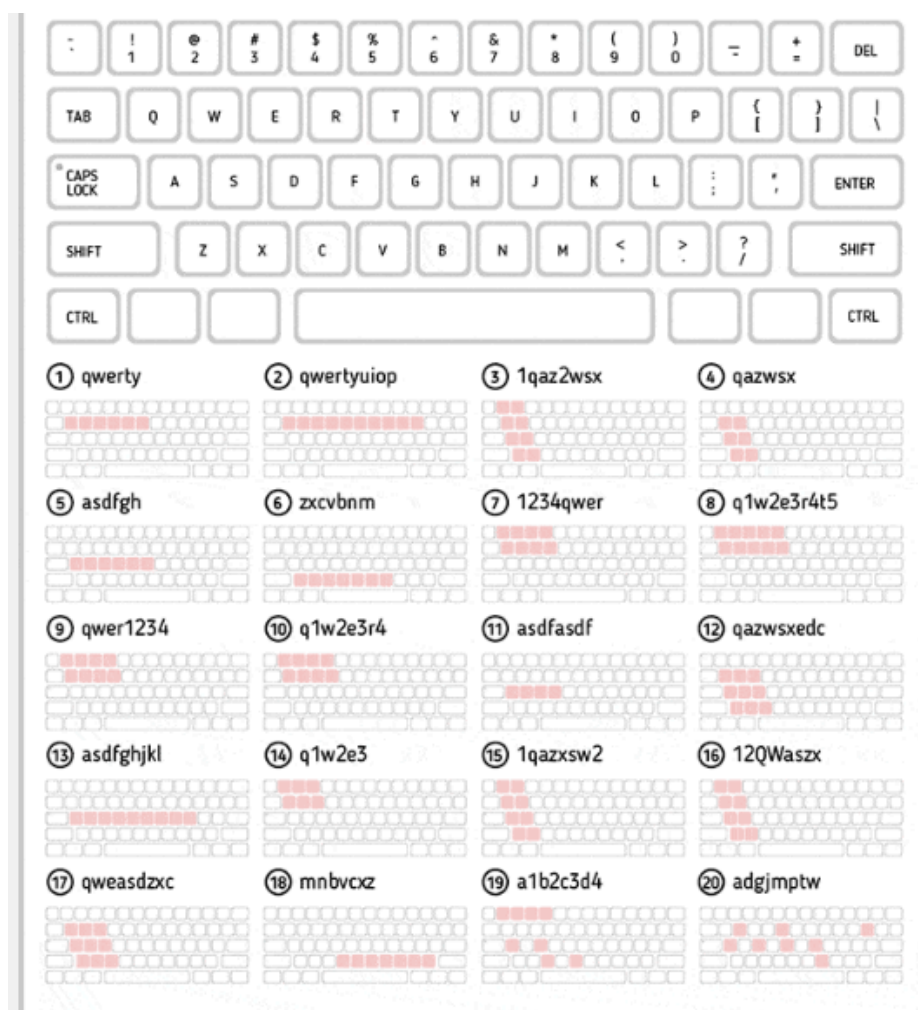 ~ ! @ # $ % ^ & * ( ) _ +
` 1 2 3 4 5 6 7 8 9 0 - = DEL
TAB Q W E R T Y U I O P { [ } ] | \
CAPS LOCK A S D F G H J K L : ; " ' ENTER
SHIFT Z X C V B N M < , > . ? / SHIFT
CTRL CTRL
1 qwerty 2 qwertyuiop 3 1qaz2wsx 4 qazwsx
5 asdfgh 6 zxcvbnm 7 1234qwer 8 q1w2e3r4t5
9 qwer1234 10 q1w2e3r4 11 asdfasdf 12 qazwsxedc
13 asdfghjkl 14 q1w2e3 15 1qazxsw2 16 12QWaszx
17 qweasdzxc 18 mnbvcxz 19 a1b2c3d4 20 adgjmptw